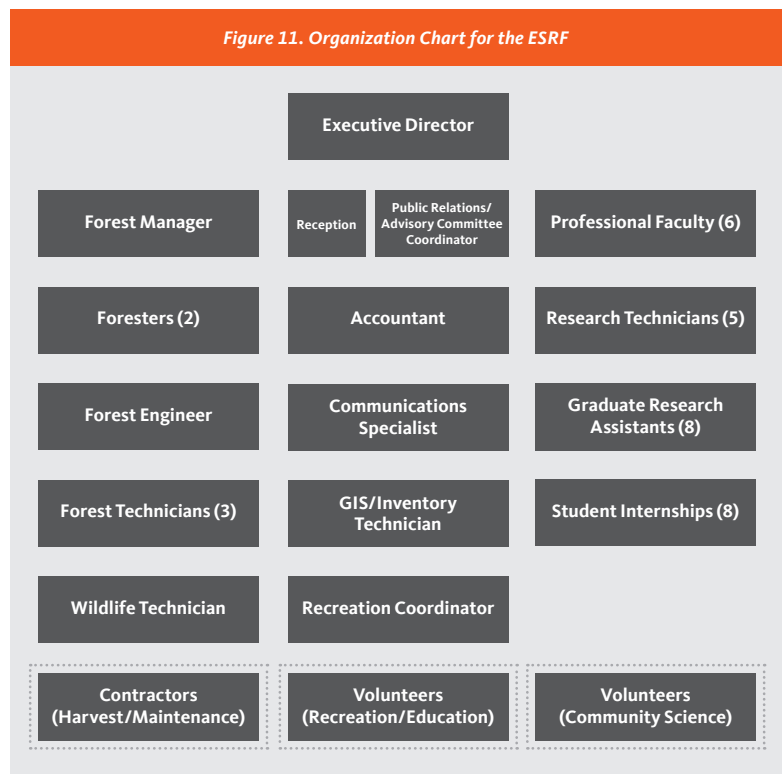 Figure 11. Organization Chart for the ESRF
Executive Director
Forest Manager
Reception
Public Relations/
Advisory Committee
Coordinator
Professional Faculty (6)
Foresters (2)
Accountant
Research Technicians (5)
Forest Engineer
Communications
Specialist
Graduate Research
Assistants (8)
Forest Technicians (3)
GIS/Inventory
Technician
Student Internships (8)
Wildlife Technician
Recreation Coordinator
Contractors
(Harvest/Maintenance)
Volunteers
(Recreation/Education)
Volunteers
(Community Science)